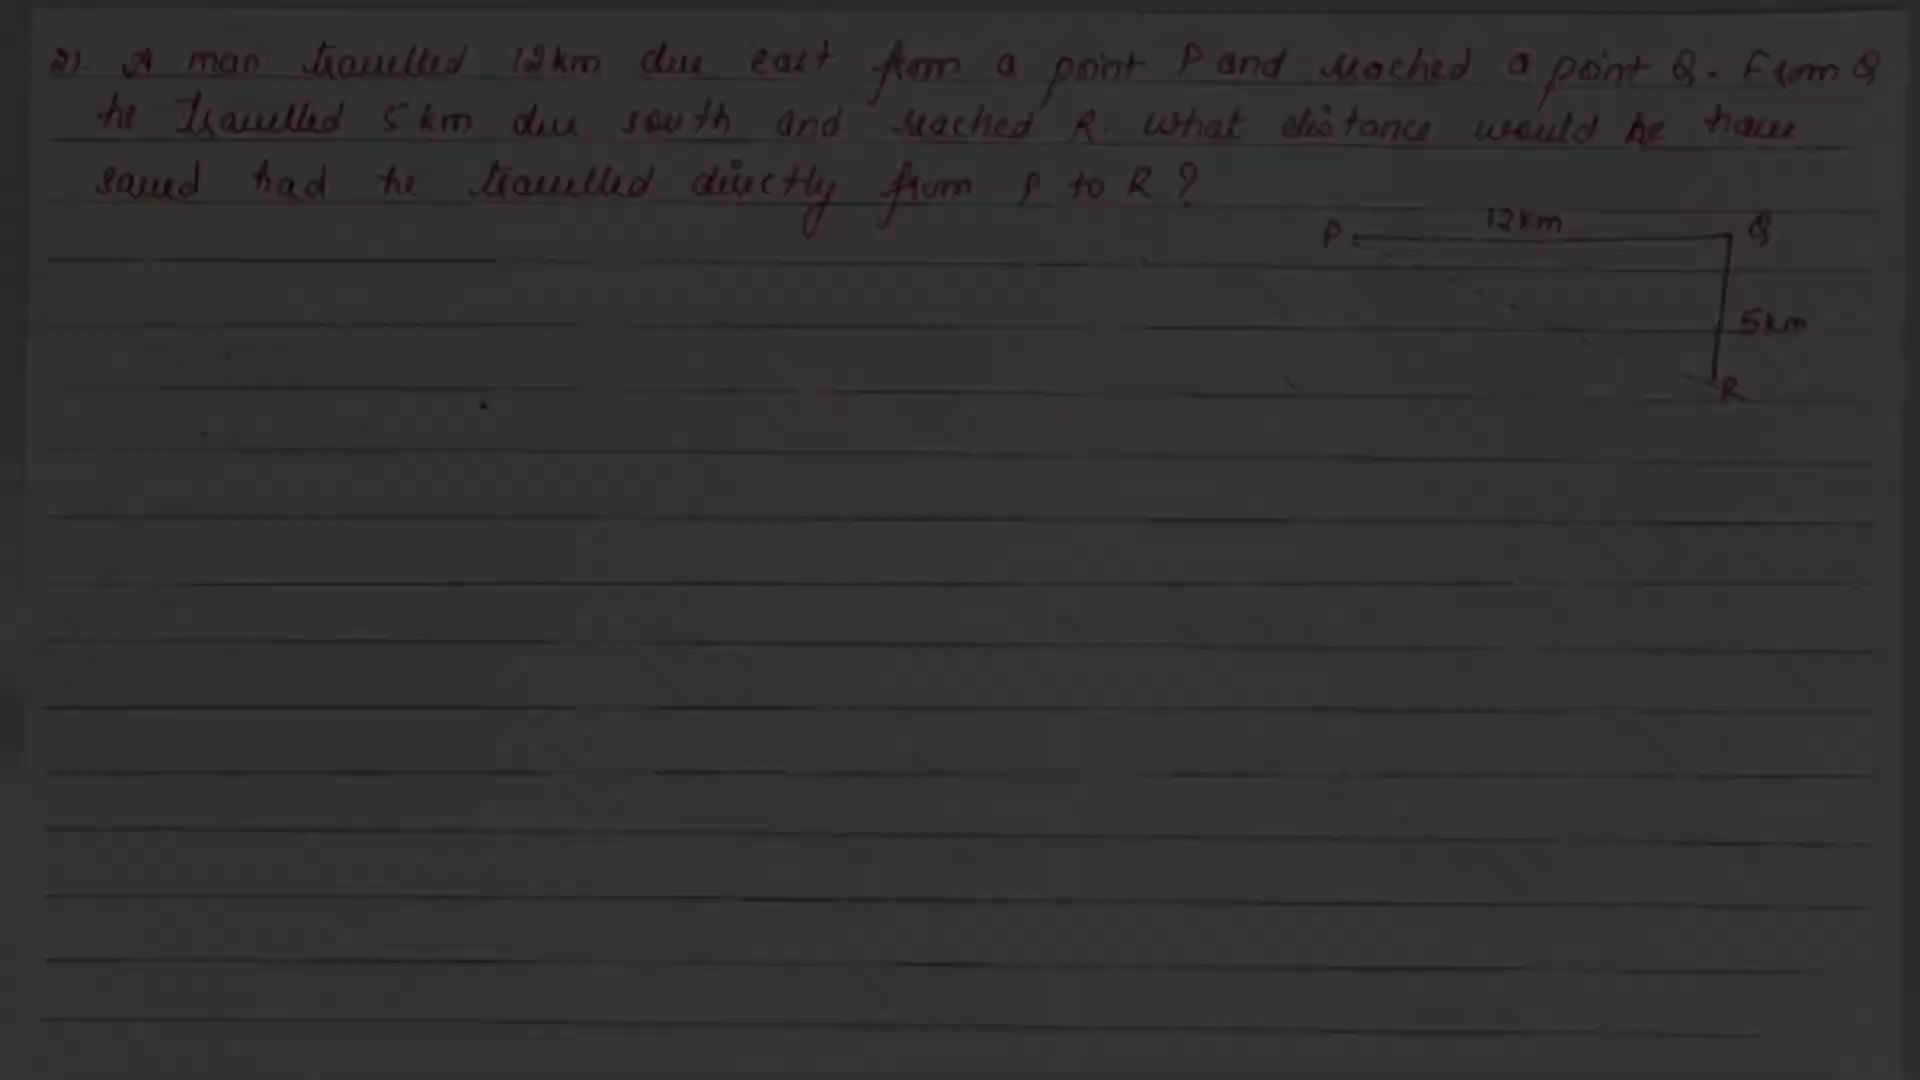 21. A man travelled 12km due east from a point P and reached a point Q. From Q
he travelled 5 km due south and reached R. What distance would he have
saved had he travelled directly from P to R?
P 12km Q
5km
R